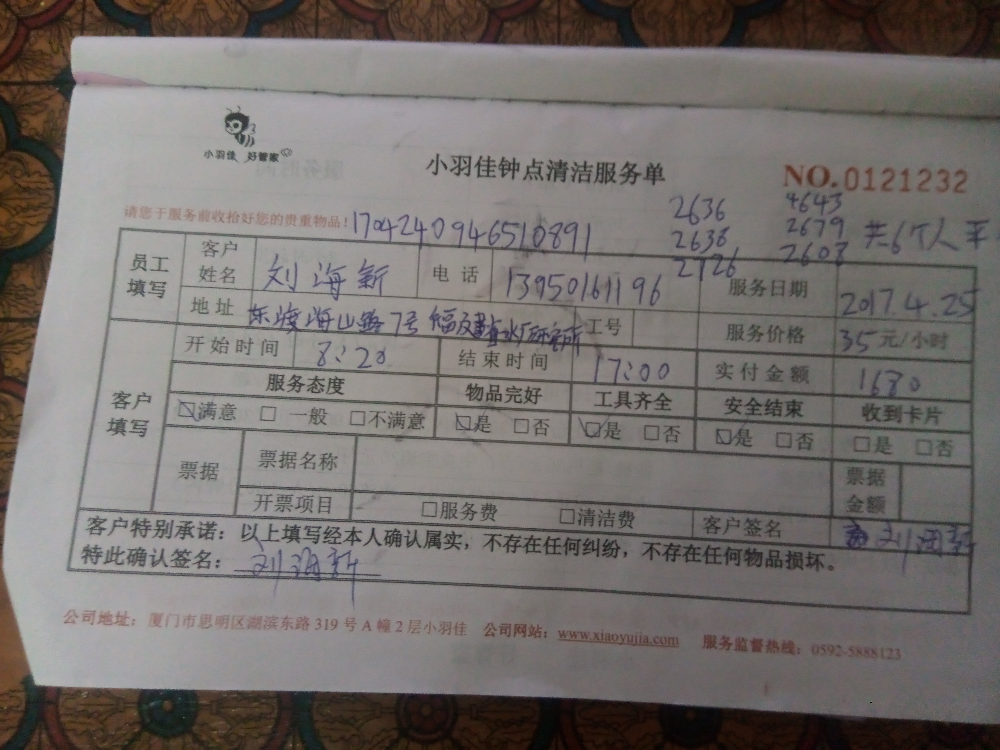 小羽佳 好管家
小羽佳钟点清洁服务单
NO.0121232
请您于服务前收拾好您的贵重物品!
17042409946510891
2636 4643
2638 2679 共6个人 平
2726 2608
员工填写
客户姓名 刘海新 电话 13950161196 服务日期 2017.4.25
地址 东渡海山路7号 工号 服务价格 35元/小时
客户填写
开始时间 8:20 结束时间 17:00 实付金额 1680
服务态度 物品完好 工具齐全 安全结束 收到卡片
☑满意 □ 一般 □不满意 ☑是 □否 ☑是 □否 ☑是 □否 □是 □否
票据 票据名称 票据金额
开票项目 □服务费 □清洁费 客户签名 刘海新
客户特别承诺：以上填写经本人确认属实，不存在任何纠纷，不存在任何物品损坏。
特此确认签名：刘海新
公司地址：厦门市思明区湖滨东路319号A幢2层小羽佳 公司网站：www.xiaoyujia.com 服务监督热线：0592-5888123